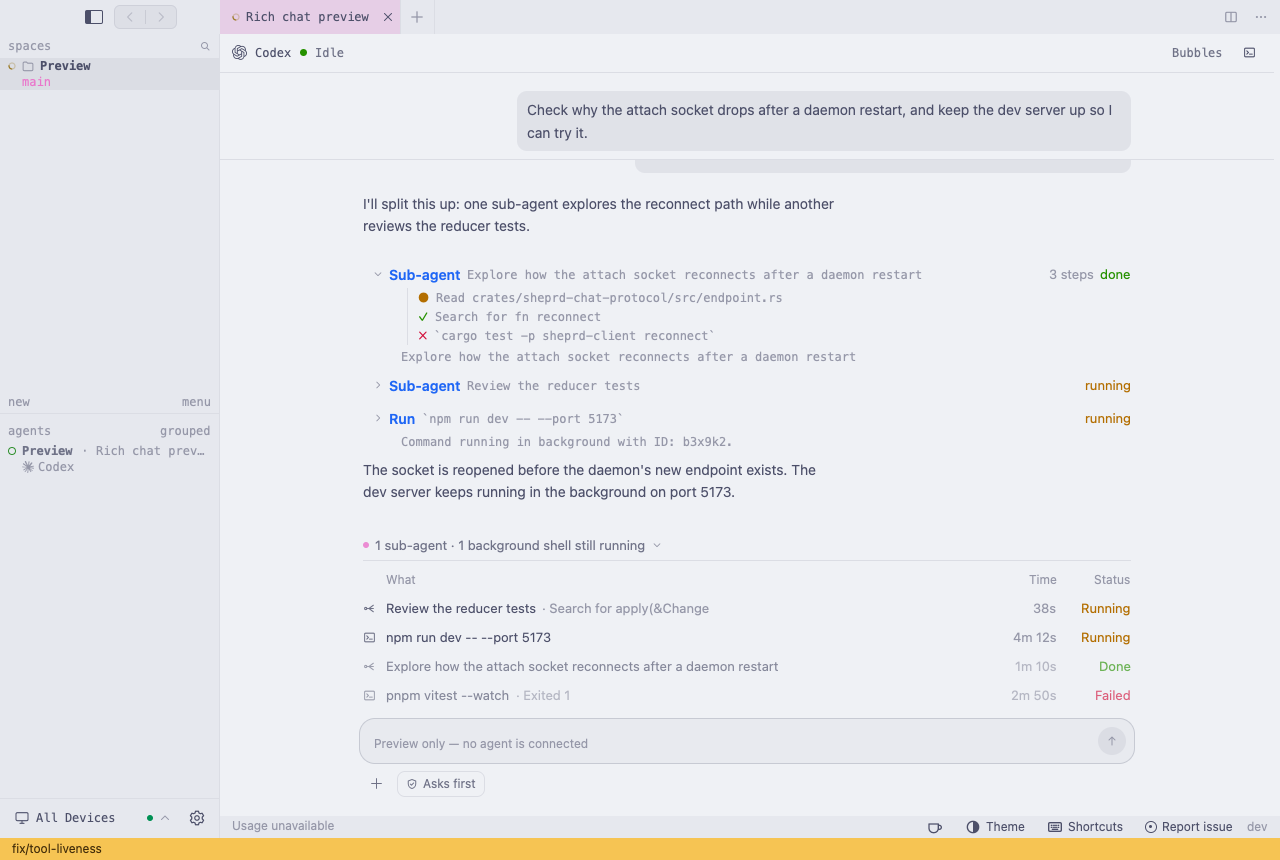 Rich chat preview
spaces
Preview
main
Codex Idle
Bubbles
Check why the attach socket drops after a daemon restart, and keep the dev server up so I
can try it.
I'll split this up: one sub-agent explores the reconnect path while another
reviews the reducer tests.
Sub-agent Explore how the attach socket reconnects after a daemon restart 3 steps done
Read crates/sheprd-chat-protocol/src/endpoint.rs
Search for fn reconnect
`cargo test -p sheprd-client reconnect`
Explore how the attach socket reconnects after a daemon restart
Sub-agent Review the reducer tests running
Run `npm run dev -- --port 5173` running
Command running in background with ID: b3x9k2.
The socket is reopened before the daemon's new endpoint exists. The
dev server keeps running in the background on port 5173.
new menu
agents grouped
Preview · Rich chat prev…
Codex
1 sub-agent · 1 background shell still running
What Time Status
Review the reducer tests · Search for apply(&Change 38s Running
npm run dev -- --port 5173 4m 12s Running
Explore how the attach socket reconnects after a daemon restart 1m 10s Done
pnpm vitest --watch · Exited 1 2m 50s Failed
Preview only — no agent is connected
Asks first
All Devices
Usage unavailable
Theme Shortcuts Report issue dev
fix/tool-liveness